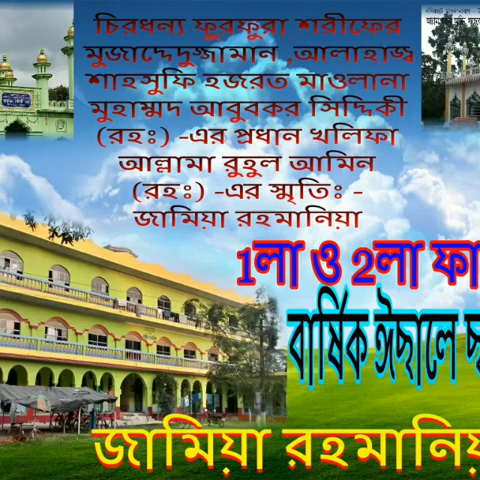 চিরধন্য ফুরফুরা শরীফের
মুজাদ্দেদুজ্জামান ,আলাহাজ্ব
শাহসুফি হজরত মাওলানা
মুহাম্মদ আবুবকর সিদ্দিকী
(রহঃ) -এর প্রধান খলিফা
আল্লামা রুহুল আমিন
(রহঃ) -এর স্মৃতিঃ -
জামিয়া রহমানিয়া
1লা ও 2লা ফা
বার্ষিক ঈছালে ছ
জামিয়া রহমানিয়